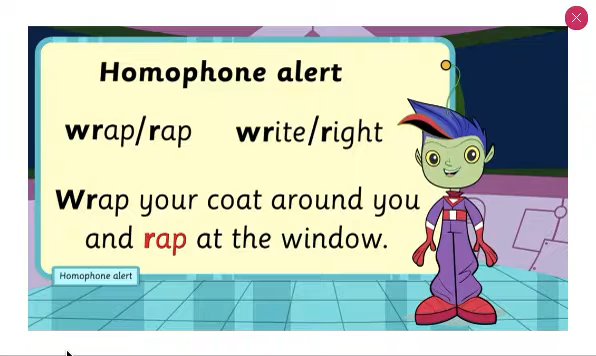 Homophone alert
wrap/rap write/right
Wrap your coat around you
and rap at the window.
Homophone alert